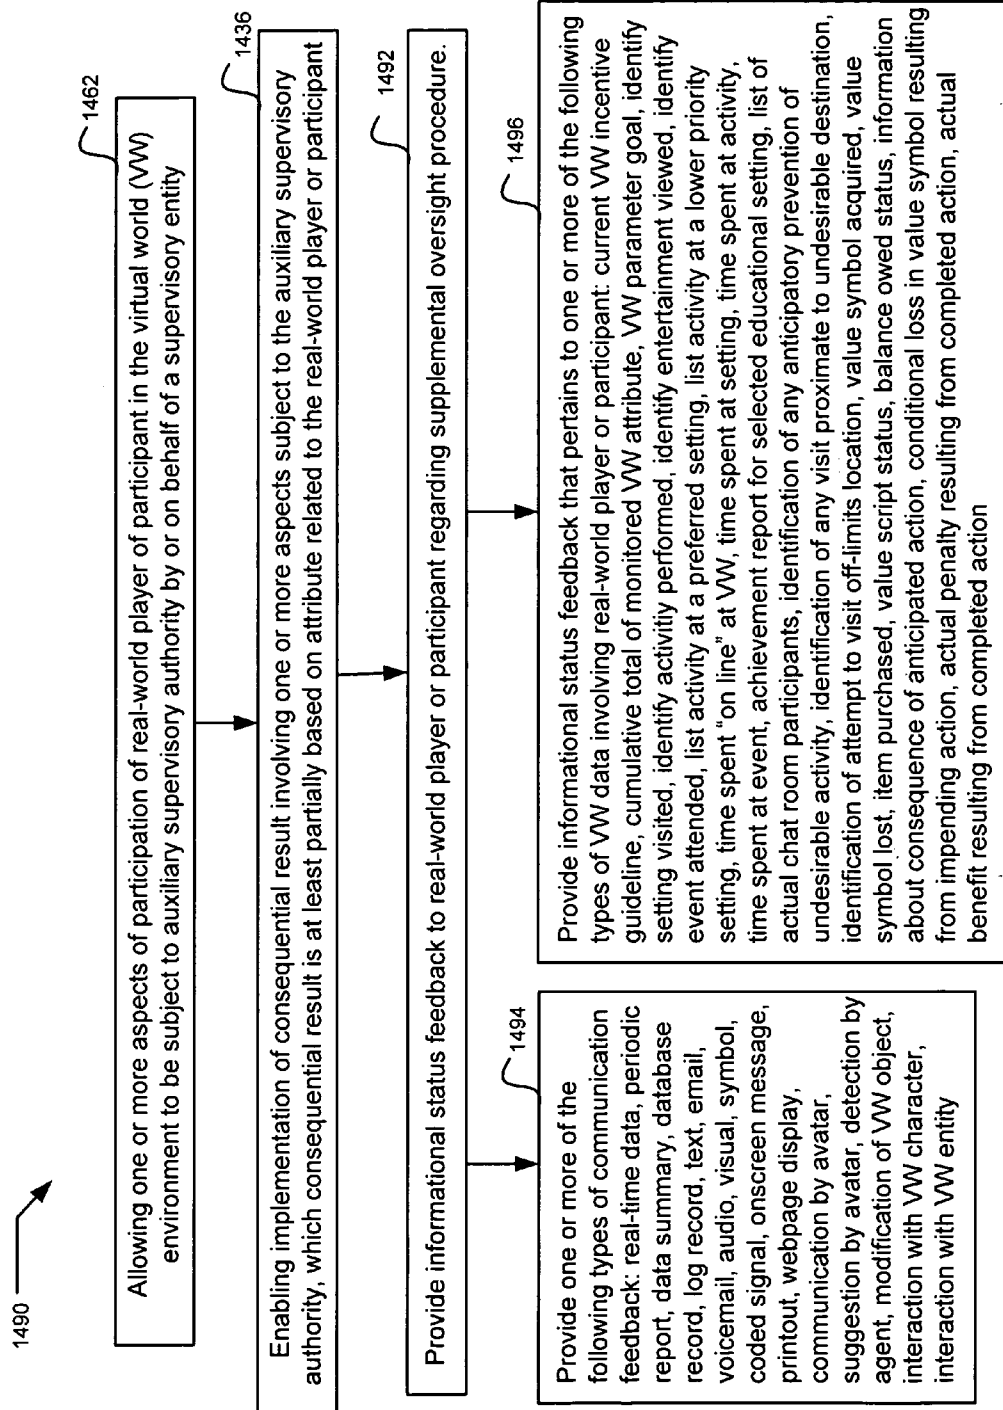 1490
1462
Allowing one or more aspects of participation of real-world player of participant in the virtual world (VW)
environment to be subject to auxiliary supervisory authority by or on behalf of a supervisory entity
1436
Enabling implementation of consequential result involving one or more aspects subject to the auxiliary supervisory
authority, which consequential result is at least partially based on attribute related to the real-world player or participant
1492
Provide informational status feedback to real-world player or participant regarding supplemental oversight procedure.
1494
Provide one or more of the
following types of communication
feedback: real-time data, periodic
report, data summary, database
record, log record, text, email,
voicemail, audio, visual, symbol,
coded signal, onscreen message,
printout, webpage display,
communication by avatar,
suggestion by avatar, detection by
agent, modification of VW object,
interaction with VW character,
interaction with VW entity
1496
Provide informational status feedback that pertains to one or more of the following
types of VW data involving real-world player or participant: current VW incentive
guideline, cumulative total of monitored VW attribute, VW parameter goal, identify
setting visited, identify activity performed, identify entertainment viewed, identify
event attended, list activity at a preferred setting, list activity at a lower priority
setting, time spent "on line" at VW, time spent at setting, time spent at activity,
time spent at event, achievement report for selected educational setting, list of
actual chat room participants, identification of any anticipatory prevention of
undesirable activity, identification of any visit proximate to undesirable destination,
identification of attempt to visit off-limits location, value symbol acquired, value
symbol lost, item purchased, value script status, balance owed status, information
about consequence of anticipated action, conditional loss in value symbol resulting
from impending action, actual penalty resulting from completed action, actual
benefit resulting from completed action